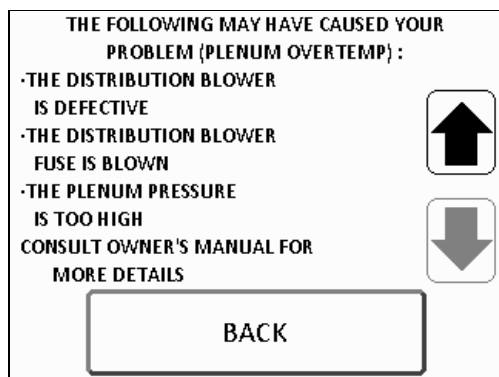 THE FOLLOWING MAY HAVE CAUSED YOUR
PROBLEM (PLENUM OVERTEMP) :
·THE DISTRIBUTION BLOWER
IS DEFECTIVE
·THE DISTRIBUTION BLOWER
FUSE IS BLOWN
·THE PLENUM PRESSURE
IS TOO HIGH
CONSULT OWNER'S MANUAL FOR
MORE DETAILS
BACK